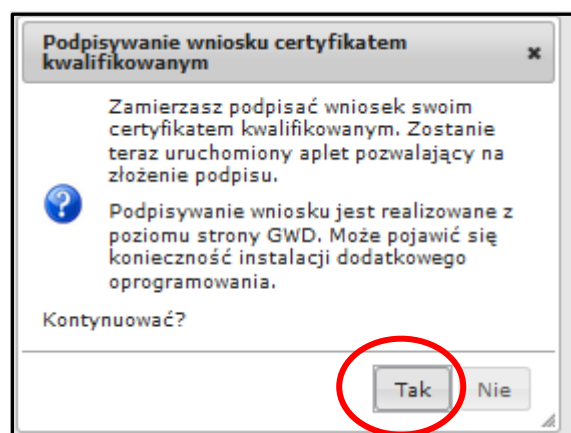 Podpisywanie wniosku certyfikatem
kwalifikowanym
Zamierzasz podpisać wniosek swoim
certyfikatem kwalifikowanym. Zostanie
teraz uruchomiony aplet pozwalający na
złożenie podpisu.
Podpisywanie wniosku jest realizowane z
poziomu strony GWD. Może pojawić się
konieczność instalacji dodatkowego
oprogramowania.
Kontynuować?
Tak Nie